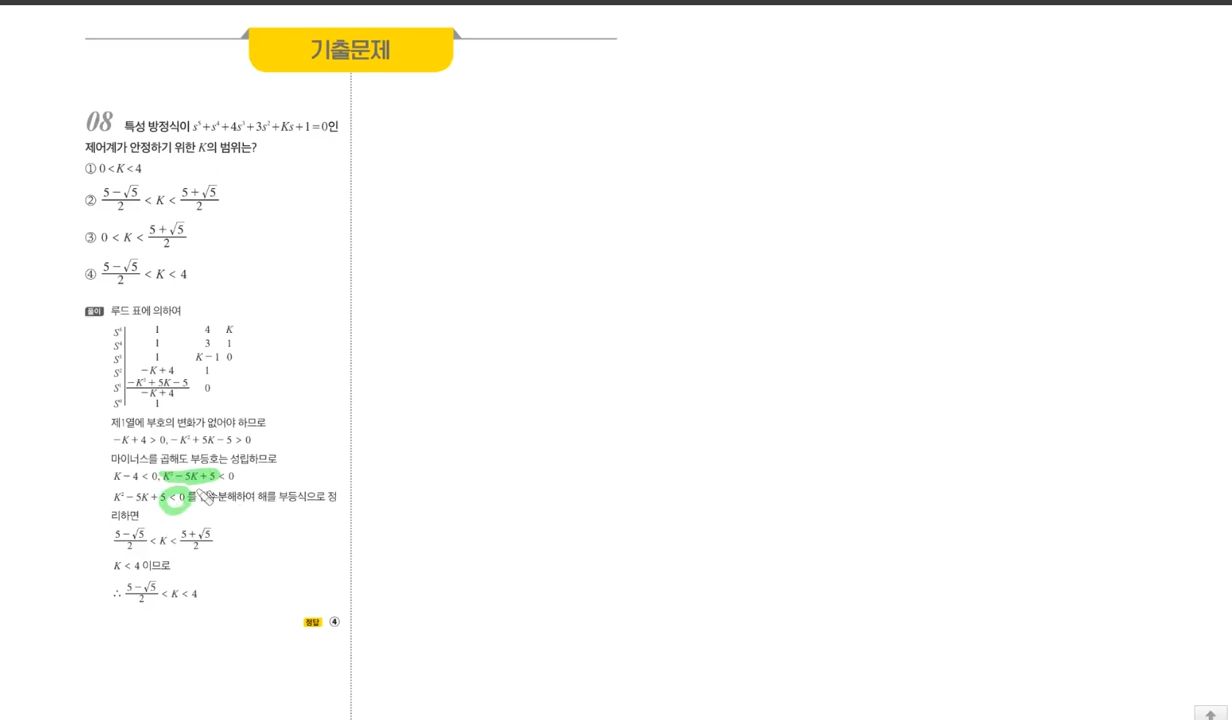 기출문제
08 특성 방정식이 s⁵+s⁴+4s³+3s²+Ks+1=0인
제어계가 안정하기 위한 K의 범위는?
① 0<K<4
② (5-√5)/2 < K < (5+√5)/2
③ 0 < K < (5+√5)/2
④ (5-√5)/2 < K < 4
풀이 루드 표에 의하여
S⁵ 1 4 K
S⁴ 1 3 1
S³ 1 K-1 0
S² -K+4 1
S¹ (-K²+5K-5)/(-K+4) 0
S⁰ 1
제1열에 부호의 변화가 없어야 하므로
-K+4 > 0, -K²+5K-5 > 0
마이너스를 곱해도 부등호는 성립하므로
K-4 < 0, K²-5K+5 < 0
K²-5K+5 < 0 를 수분해하여 해를 부등식으로 정
리하면
(5-√5)/2 < K < (5+√5)/2
K < 4 이므로
∴ (5-√5)/2 < K < 4
정답 ④